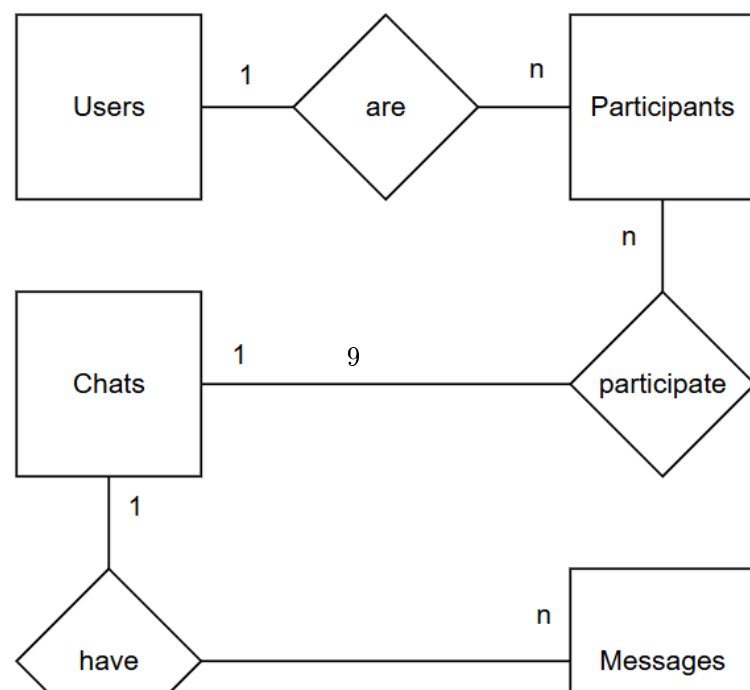 1 n
Users are Participants
n
1 9
Chats participate
1
n
have Messages